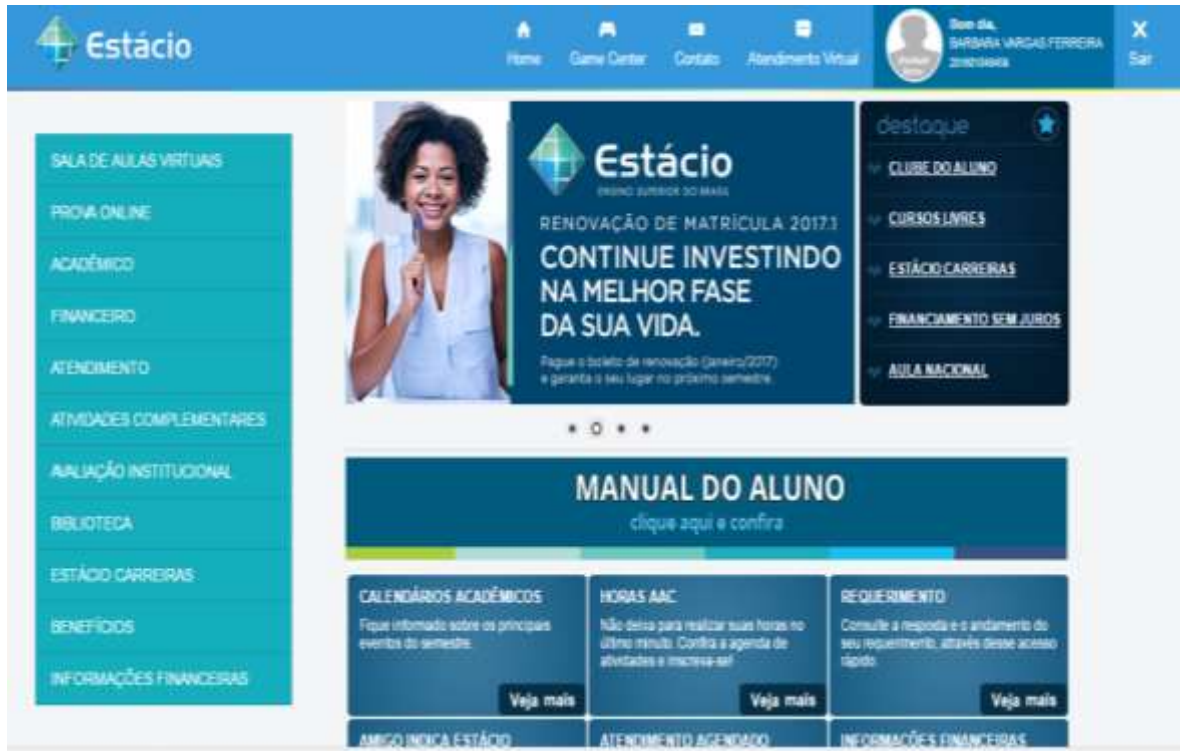 Estácio
Home
Game Center
Contato
Atendimento Virtual
Bom dia,
BARBARA VARGAS FERREIRA
X
Sair
SALA DE AULAS VIRTUAIS
PROVA ONLINE
ACADÊMICO
FINANCEIRO
ATENDIMENTO
ATIVIDADES COMPLEMENTARES
AVALIAÇÃO INSTITUCIONAL
BIBLIOTECA
ESTÁCIO CARREIRAS
BENEFÍCIOS
INFORMAÇÕES FINANCEIRAS
Estácio
ENSINO SUPERIOR DO BRASIL
RENOVAÇÃO DE MATRÍCULA 2017.1
CONTINUE INVESTINDO
NA MELHOR FASE
DA SUA VIDA.
Pague o boleto de renovação (janeiro/2017)
e garanta o seu lugar no próximo semestre.
destaque
CLUBE DO ALUNO
CURSOS LIVRES
ESTÁCIO CARREIRAS
FINANCIAMENTO SEM JUROS
AULA NACIONAL
MANUAL DO ALUNO
clique aqui e confira
CALENDÁRIOS ACADÊMICOS
Fique informado sobre os principais
eventos do semestre.
Veja mais
HORAS AAC
Não deixa para realizar suas horas no
último minuto. Confira a agenda de
atividades e inscreva-se!
Veja mais
REQUERIMENTO
Consulte a resposta e o andamento do
seu requerimento, através desse acesso
rápido.
Veja mais
AMIGO INDICA ESTÁCIO
ATENDIMENTO AGENDADO
INFORMAÇÕES FINANCEIRAS